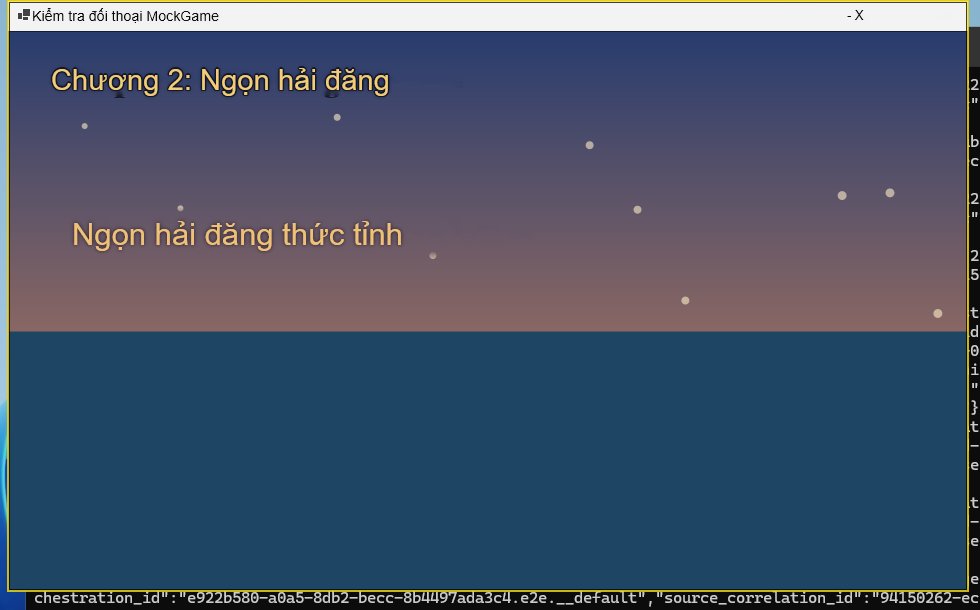 Kiểm tra đối thoại MockGame
- X
Chương 2: Ngọn hải đăng
Ngọn hải đăng thức tỉnh
chestration_id":"e922b580-a0a5-8db2-becc-8b4497ada3c4.e2e.__default","source_correlation_id":"94150262-e